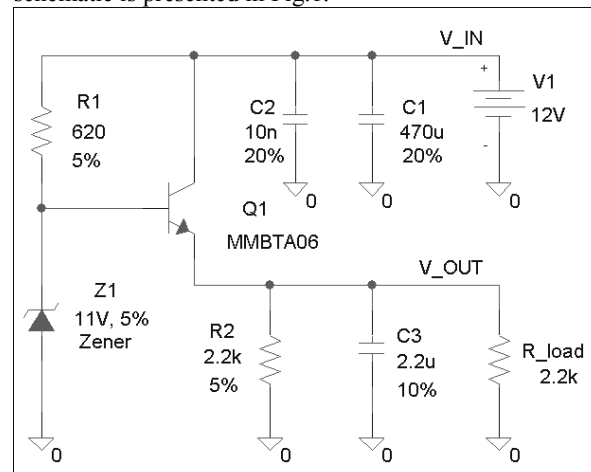 schematic is presented in Fig.1.
V_IN
+
V1
12V
-
R1
620
5%
C2
10n
20%
C1
470u
20%
0
0
0
Q1
MMBTA06
V_OUT
Z1
11V, 5%
Zener
R2
2.2k
5%
C3
2.2u
10%
R_load
2.2k
0
0
0
0